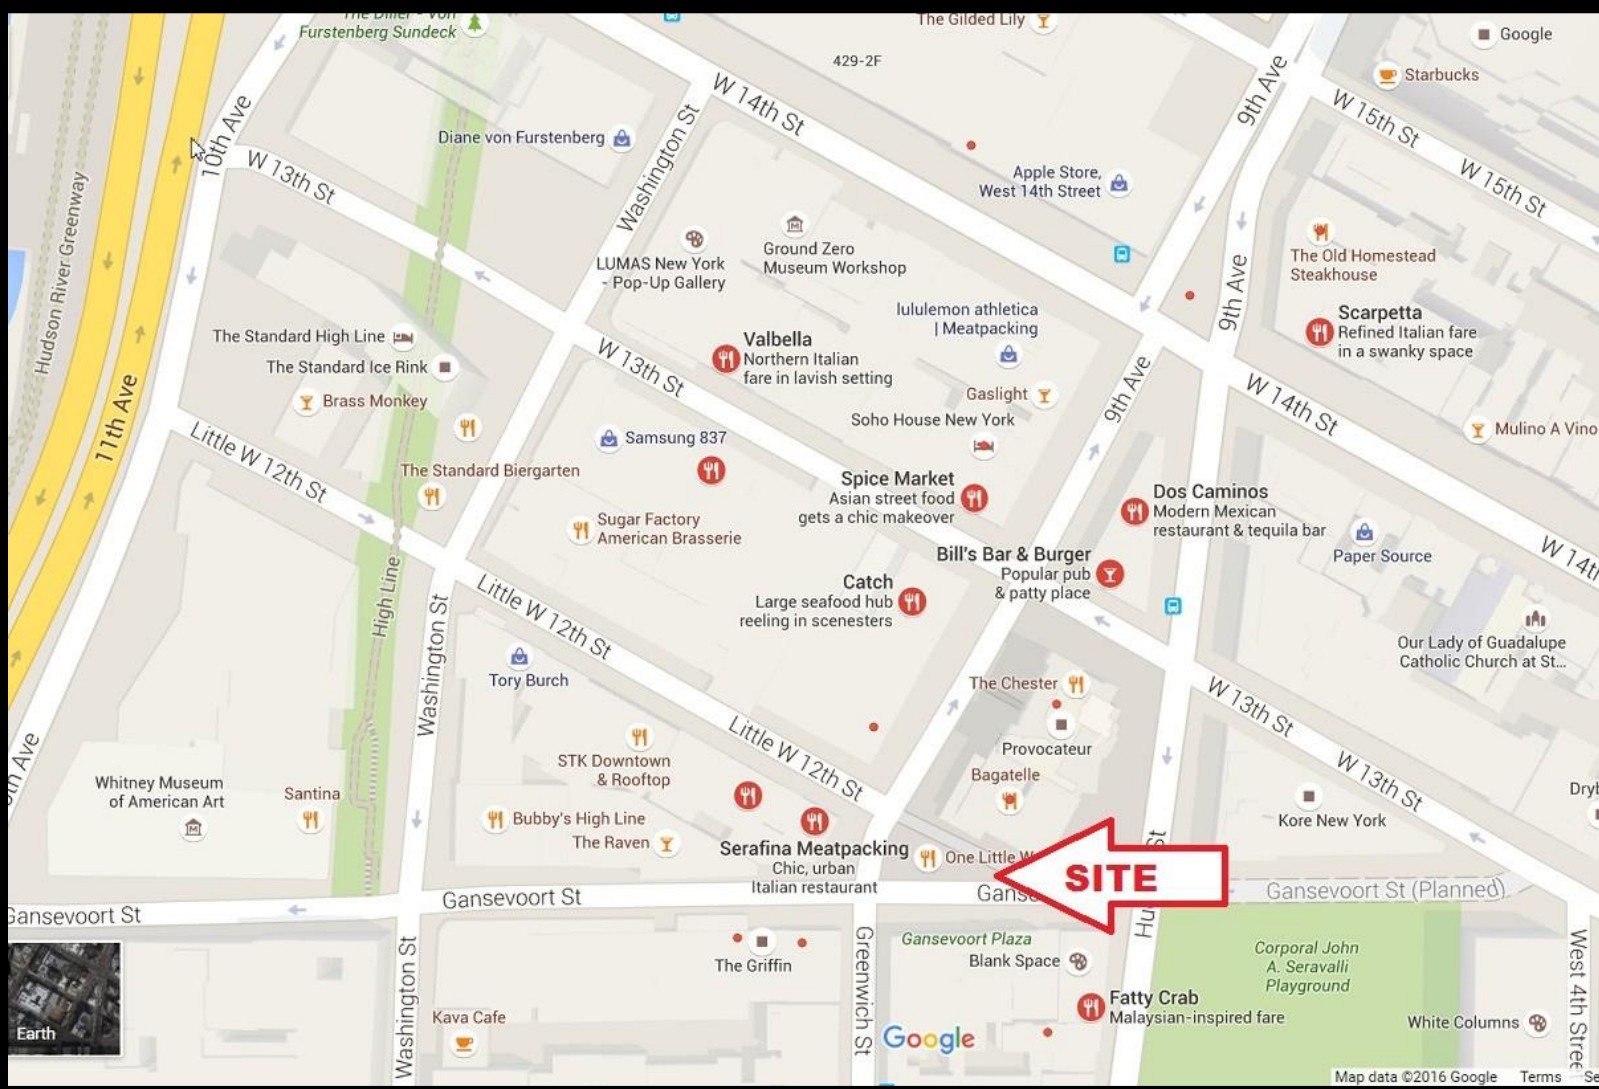 The Diller - von
Furstenberg Sundeck
The Gilded Lily
Google
429-2F
Starbucks
9th Ave
W 14th St
W 15th St
10th Ave
Washington St
Diane von Furstenberg
W 13th St
Apple Store,
West 14th Street
W 15th St
Hudson River Greenway
LUMAS New York
- Pop-Up Gallery
Ground Zero
Museum Workshop
The Old Homestead
Steakhouse
9th Ave
lululemon athletica
| Meatpacking
Scarpetta
Refined Italian fare
in a swanky space
The Standard High Line
The Standard Ice Rink
Valbella
Northern Italian
fare in lavish setting
W 13th St
Brass Monkey
11th Ave
Gaslight
9th Ave
W 14th St
Soho House New York
Mulino A Vino
Little W 12th St
Samsung 837
The Standard Biergarten
Spice Market
Asian street food
gets a chic makeover
Dos Caminos
Modern Mexican
restaurant & tequila bar
Sugar Factory
American Brasserie
Paper Source
W 14t
Bill's Bar & Burger
Popular pub
& patty place
High Line
Catch
Large seafood hub
reeling in scenesters
Little W 12th St
Washington St
Our Lady of Guadalupe
Catholic Church at St...
Tory Burch
The Chester
W 13th St
Provocateur
Little W 12th St
STK Downtown
& Rooftop
Bagatelle
W 13th St
Whitney Museum
of American Art
Santina
Bubby's High Line
The Raven
Kore New York
Serafina Meatpacking
Chic, urban
Italian restaurant
One Little W
SITE
Gansevoort St
Gansevoort St
Gansevoort St (Planned)
Washington St
The Griffin
Greenwich St
Gansevoort Plaza
Blank Space
Corporal John
A. Seravalli
Playground
West 4th Stree
Fatty Crab
Malaysian-inspired fare
Kava Cafe
White Columns
Earth
Google
Map data ©2016 Google Terms